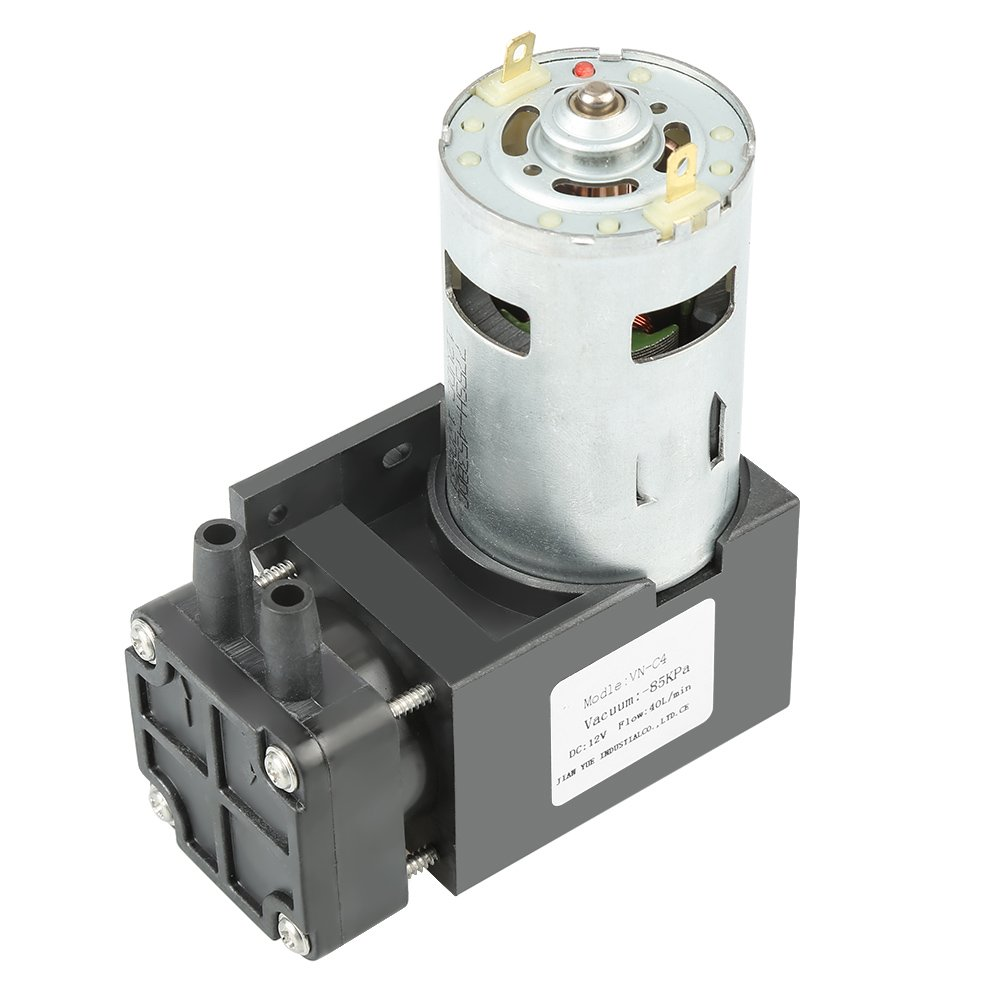 Modle:VN-C4
Vacuum:-85KPa
DC:12V Flow:40L/min
JIAN YUE INDUSTIALCO.,LTD.CE